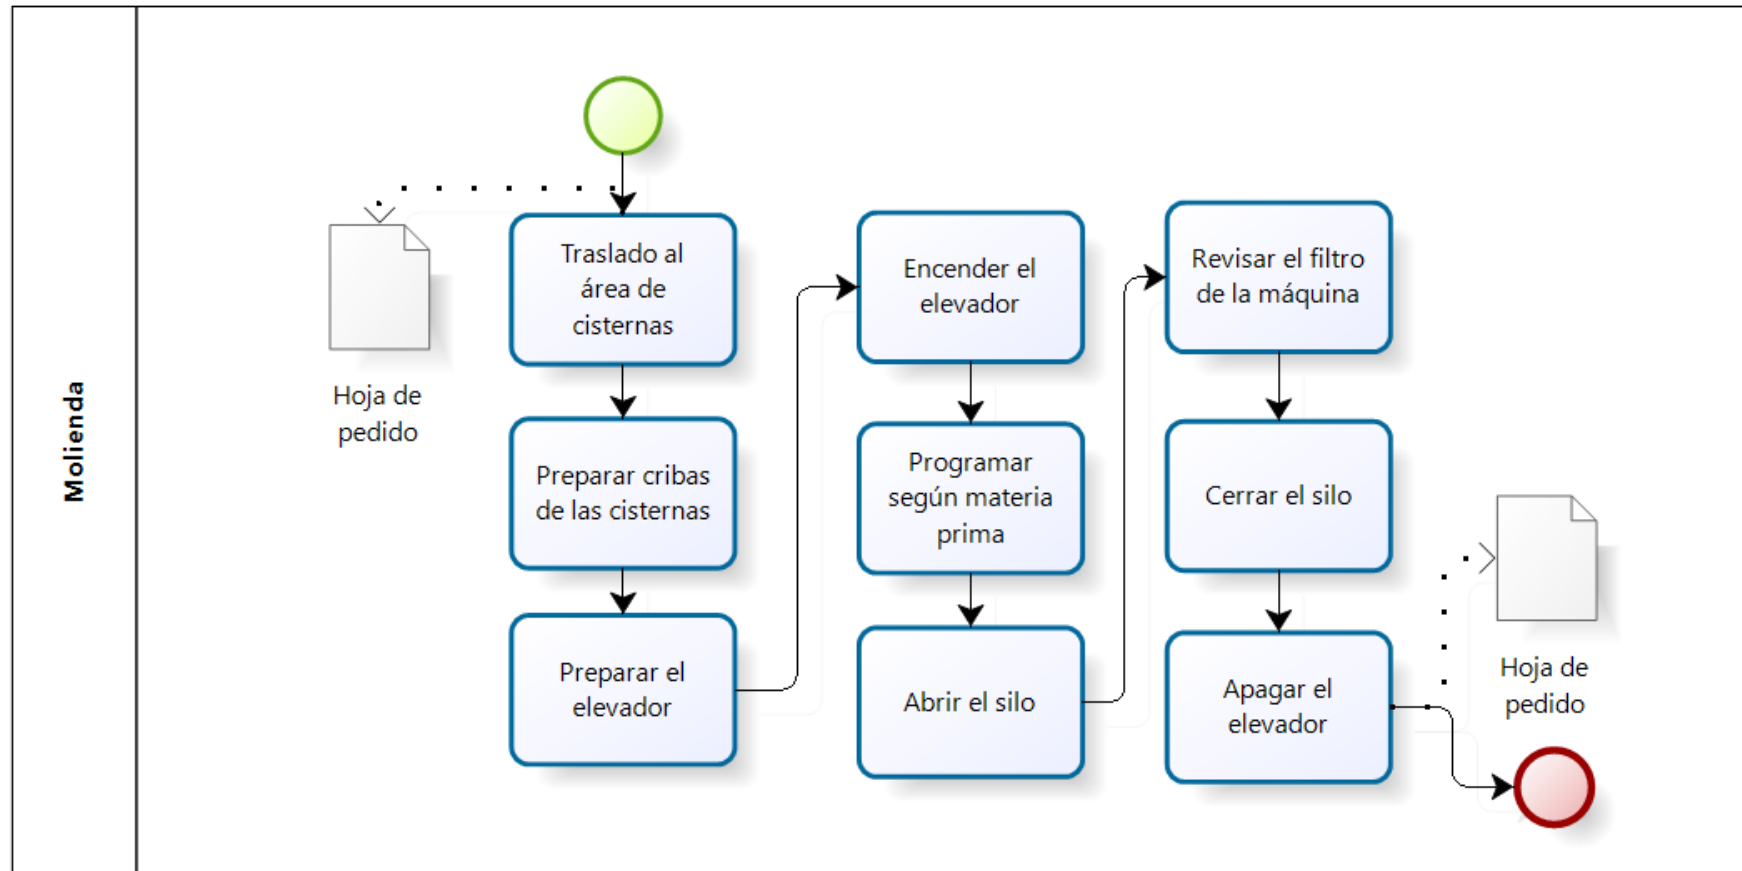 Molienda
Hoja de
pedido
Traslado al
área de
cisternas
Preparar cribas
de las cisternas
Preparar el
elevador
Encender el
elevador
Programar
según materia
prima
Abrir el silo
Revisar el filtro
de la máquina
Cerrar el silo
Apagar el
elevador
Hoja de
pedido